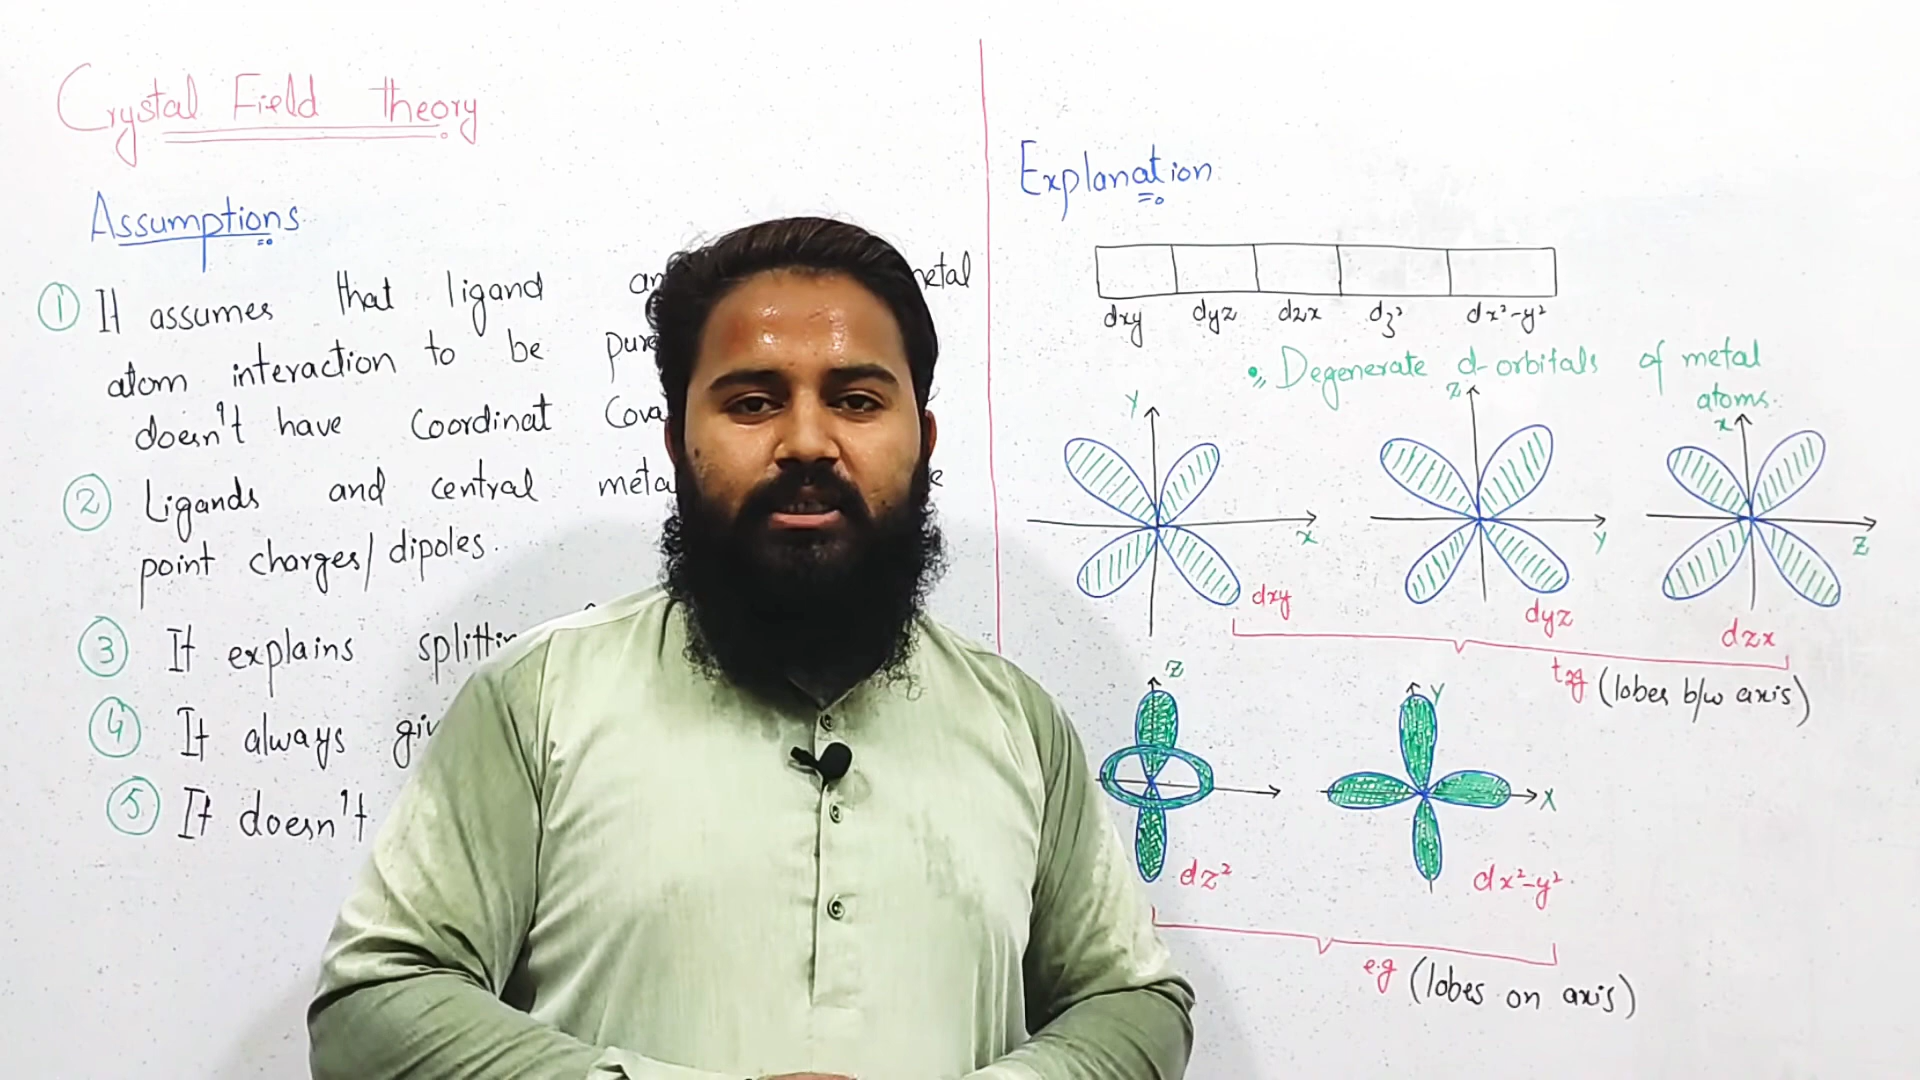 Crystal Field theory
Assumptions
① It assumes that ligand
atom interaction to be
doesn't have Coordinat
② Ligands and central
point charges/dipoles.
③ It explains
④ It always
⑤ It doesn't
Explanation
dxy dyz dzx dz² dx²-y²
Degenerate d-orbitals of metal
atoms.
Y
x
dxy
Z
Y
dyz
x
Z
dzx
t2g (lobes b/w axis)
Z
dz²
Y
X
dx²-y².
e.g (lobes on axis)